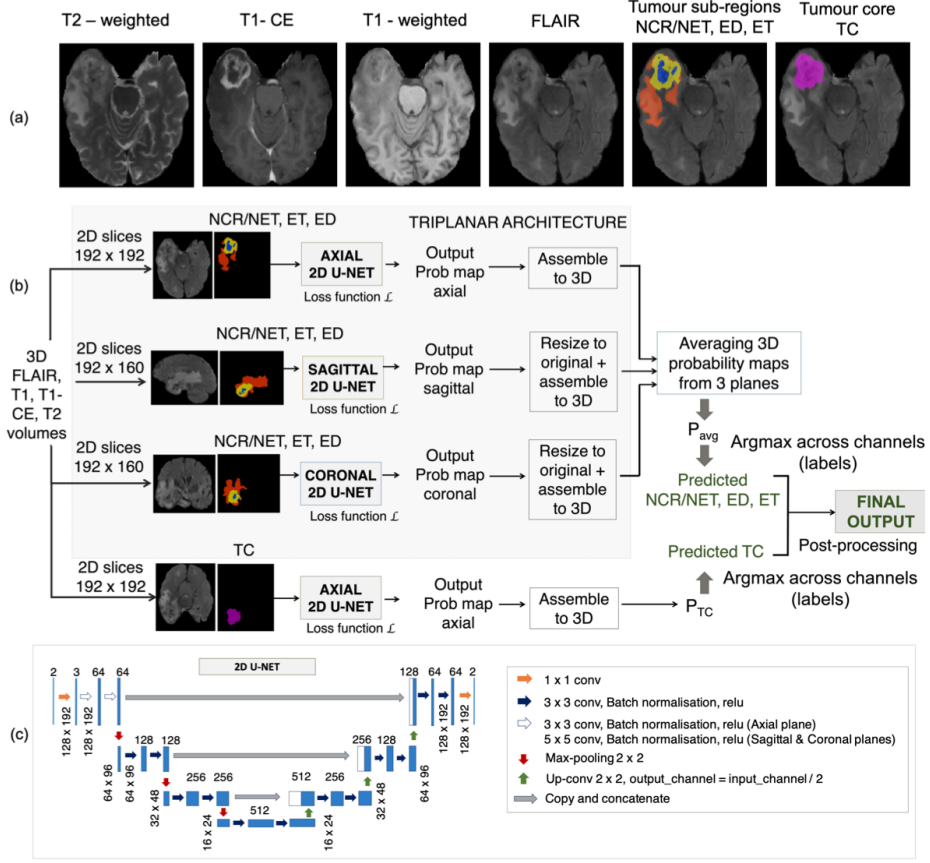 T2 – weighted
T1- CE
T1 - weighted
FLAIR
Tumour sub-regions
NCR/NET, ED, ET
Tumour core
TC
(a)
(b)
NCR/NET, ET, ED
TRIPLANAR ARCHITECTURE
2D slices
192 x 192
AXIAL
2D U-NET
Loss function ℒ
Output
Prob map
axial
Assemble
to 3D
NCR/NET, ET, ED
2D slices
192 x 160
SAGITTAL
2D U-NET
Loss function ℒ
Output
Prob map
sagittal
Resize to
original +
assemble
to 3D
3D
FLAIR,
T1, T1-
CE, T2
volumes
NCR/NET, ET, ED
2D slices
192 x 160
CORONAL
2D U-NET
Loss function ℒ
Output
Prob map
coronal
Resize to
original +
assemble
to 3D
Averaging 3D
probability maps
from 3 planes
Pavg
Argmax across channels
(labels)
Predicted
NCR/NET, ED, ET
FINAL
OUTPUT
Post-processing
Predicted TC
Argmax across channels
(labels)
TC
2D slices
192 x 192
AXIAL
2D U-NET
Loss function ℒ
Output
Prob map
axial
Assemble
to 3D
PTC
(c)
2D U-NET
2
3
64
64
128 x 192
128 x 192
128
64
64
2
128 x 192
128 x 192
128
128
64 x 96
64 x 96
256
128
128
64 x 96
256
256
32 x 48
16 x 24
512
512
256
256
16 x 24
32 x 48
1 x 1 conv
3 x 3 conv, Batch normalisation, relu
3 x 3 conv, Batch normalisation, relu (Axial plane)
5 x 5 conv, Batch normalisation, relu (Sagittal & Coronal planes)
Max-pooling 2 x 2
Up-conv 2 x 2, output_channel = input_channel / 2
Copy and concatenate